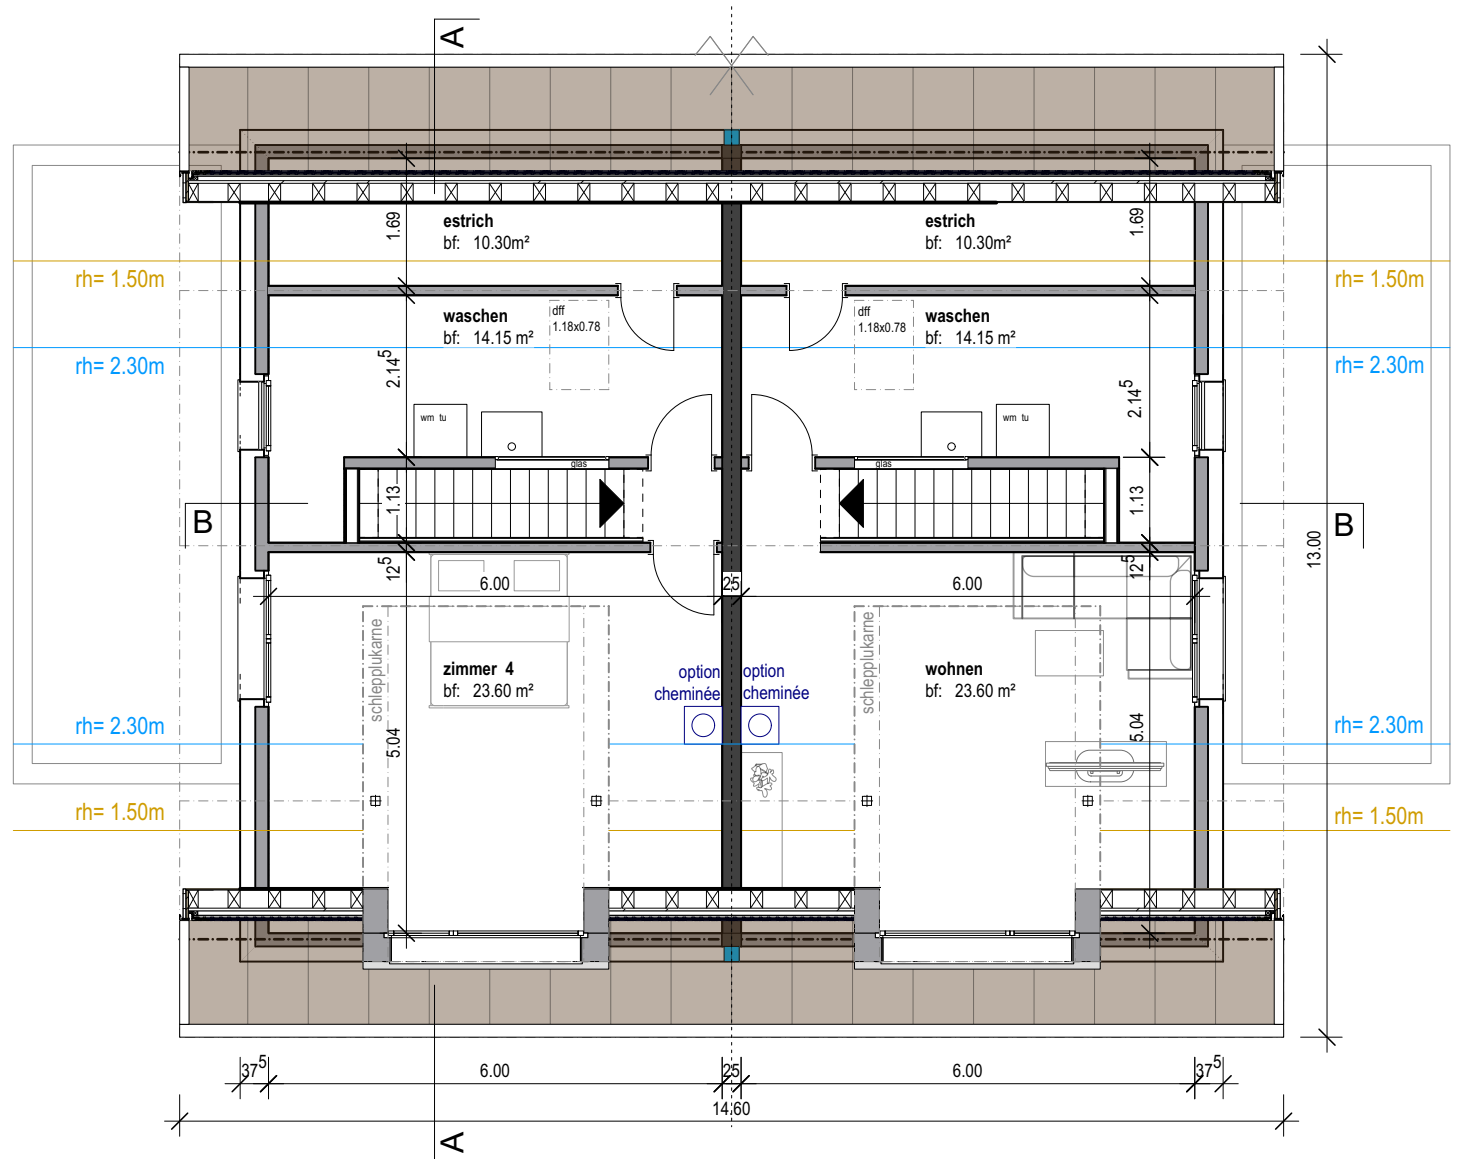 A
1.69
estrich
bf: 10.30m²
estrich
bf: 10.30m²
1.69
rh= 1.50m
rh= 1.50m
waschen
bf: 14.15 m²
dff
1.18x0.78
dff
1.18x0.78
waschen
bf: 14.15 m²
rh= 2.30m
rh= 2.30m
2.14⁵
2.14⁵
wm tu
wm tu
glas
glas
1.13
1.13
B
B
13.00
12⁵
12⁵
6.00
25
6.00
schlepplukarne
schlepplukarne
zimmer 4
bf: 23.60 m²
option
cheminée
option
cheminée
wohnen
bf: 23.60 m²
rh= 2.30m
rh= 2.30m
5.04
5.04
rh= 1.50m
rh= 1.50m
37⁵
6.00
25
6.00
37⁵
14.60
A